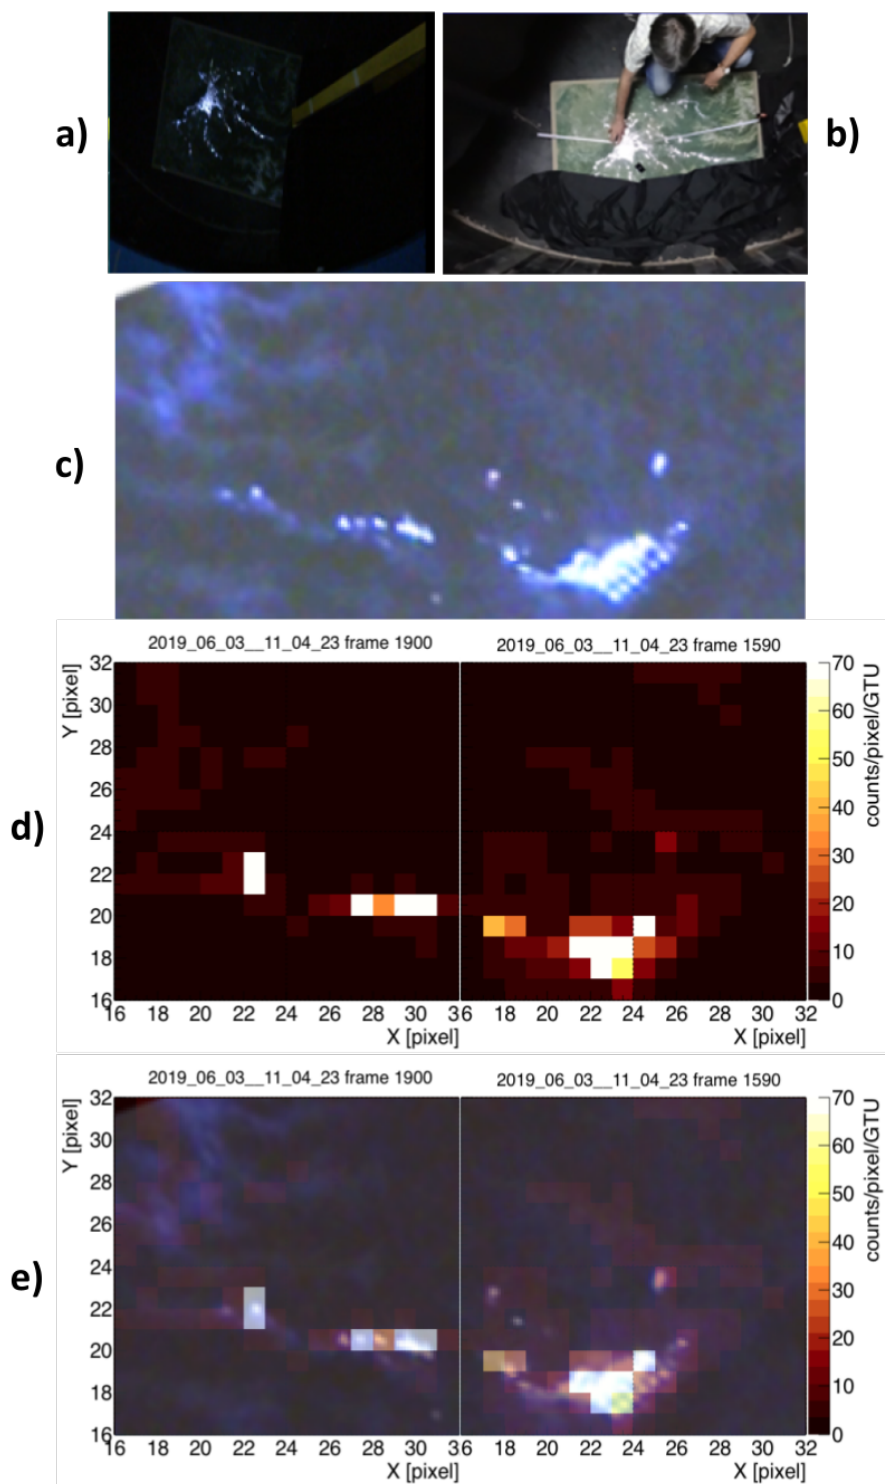 a)
b)
c)
d)
2019_06_03__11_04_23 frame 1900
2019_06_03__11_04_23 frame 1590
Y [pixel]
32
30
28
26
24
22
20
18
16
16 18 20 22 24 26 28 30 36 18 20 22 24 26 28 30 32
X [pixel]
X [pixel]
70
60
50
40
30
20
10
0
counts/pixel/GTU
e)
2019_06_03__11_04_23 frame 1900
2019_06_03__11_04_23 frame 1590
Y [pixel]
32
30
28
26
24
22
20
18
16
16 18 20 22 24 26 28 30 36 18 20 22 24 26 28 30 32
X [pixel]
X [pixel]
70
60
50
40
30
20
10
0
counts/pixel/GTU